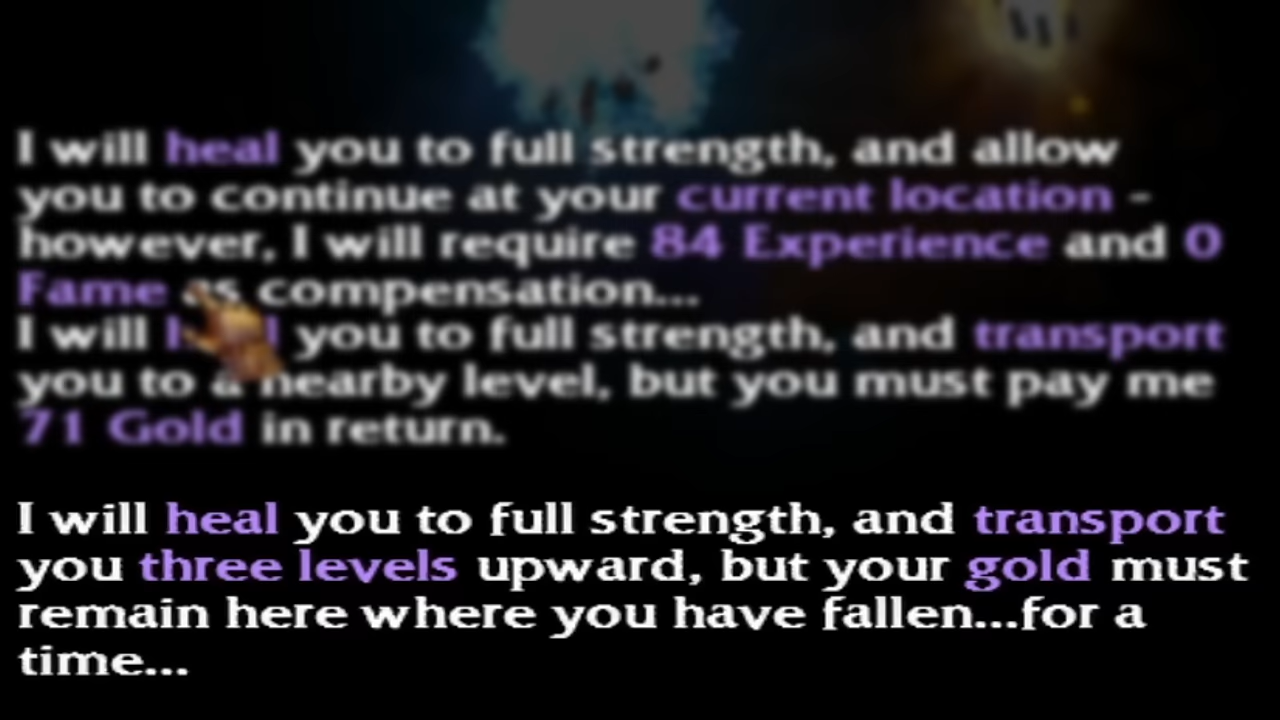 I will heal you to full strength, and allow
you to continue at your current location -
however, I will require 84 Experience and 0
Fame as compensation...
I will heal you to full strength, and transport
you to a nearby level, but you must pay me
71 Gold in return.
I will heal you to full strength, and transport
you three levels upward, but your gold must
remain here where you have fallen...for a
time...